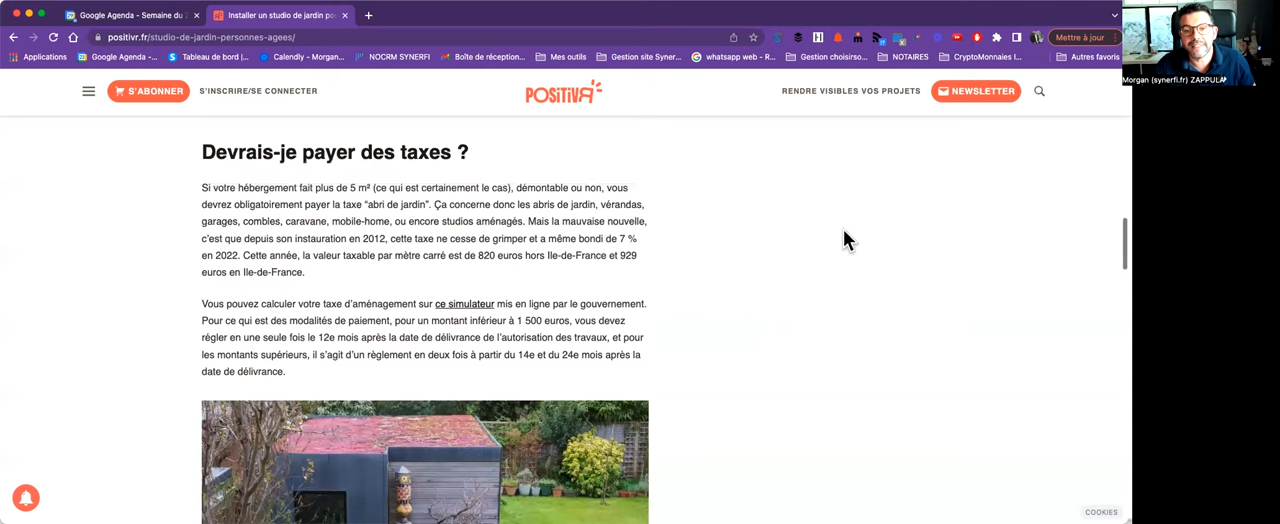 Google Agenda - Semaine du 2
Installer un studio de jardin po
positivr.fr/studio-de-jardin-personnes-agees/
Mettre à jour
Applications
Google Agenda -...
Tableau de bord |...
Calendly - Morgan...
NOCRM SYNERFI
Boîte de réception...
Mes outils
Gestion site Syner...
whatsapp web - R...
Gestion choisirso...
NOTAIRES
CryptoMonnaies I...
Autres favoris
Morgan (synerfi.fr) ZAPPULLA
S'ABONNER
S'INSCRIRE/SE CONNECTER
POSITIVR
RENDRE VISIBLES VOS PROJETS
NEWSLETTER
Devrais-je payer des taxes ?
Si votre hébergement fait plus de 5 m² (ce qui est certainement le cas), démontable ou non, vous
devrez obligatoirement payer la taxe “abri de jardin”. Ça concerne donc les abris de jardin, vérandas,
garages, combles, caravane, mobile-home, ou encore studios aménagés. Mais la mauvaise nouvelle,
c’est que depuis son instauration en 2012, cette taxe ne cesse de grimper et a même bondi de 7 %
en 2022. Cette année, la valeur taxable par mètre carré est de 820 euros hors Ile-de-France et 929
euros en Ile-de-France.
Vous pouvez calculer votre taxe d’aménagement sur ce simulateur mis en ligne par le gouvernement.
Pour ce qui est des modalités de paiement, pour un montant inférieur à 1 500 euros, vous devez
régler en une seule fois le 12e mois après la date de délivrance de l’autorisation des travaux, et pour
les montants supérieurs, il s’agit d’un règlement en deux fois à partir du 14e et du 24e mois après la
date de délivrance.
COOKIES